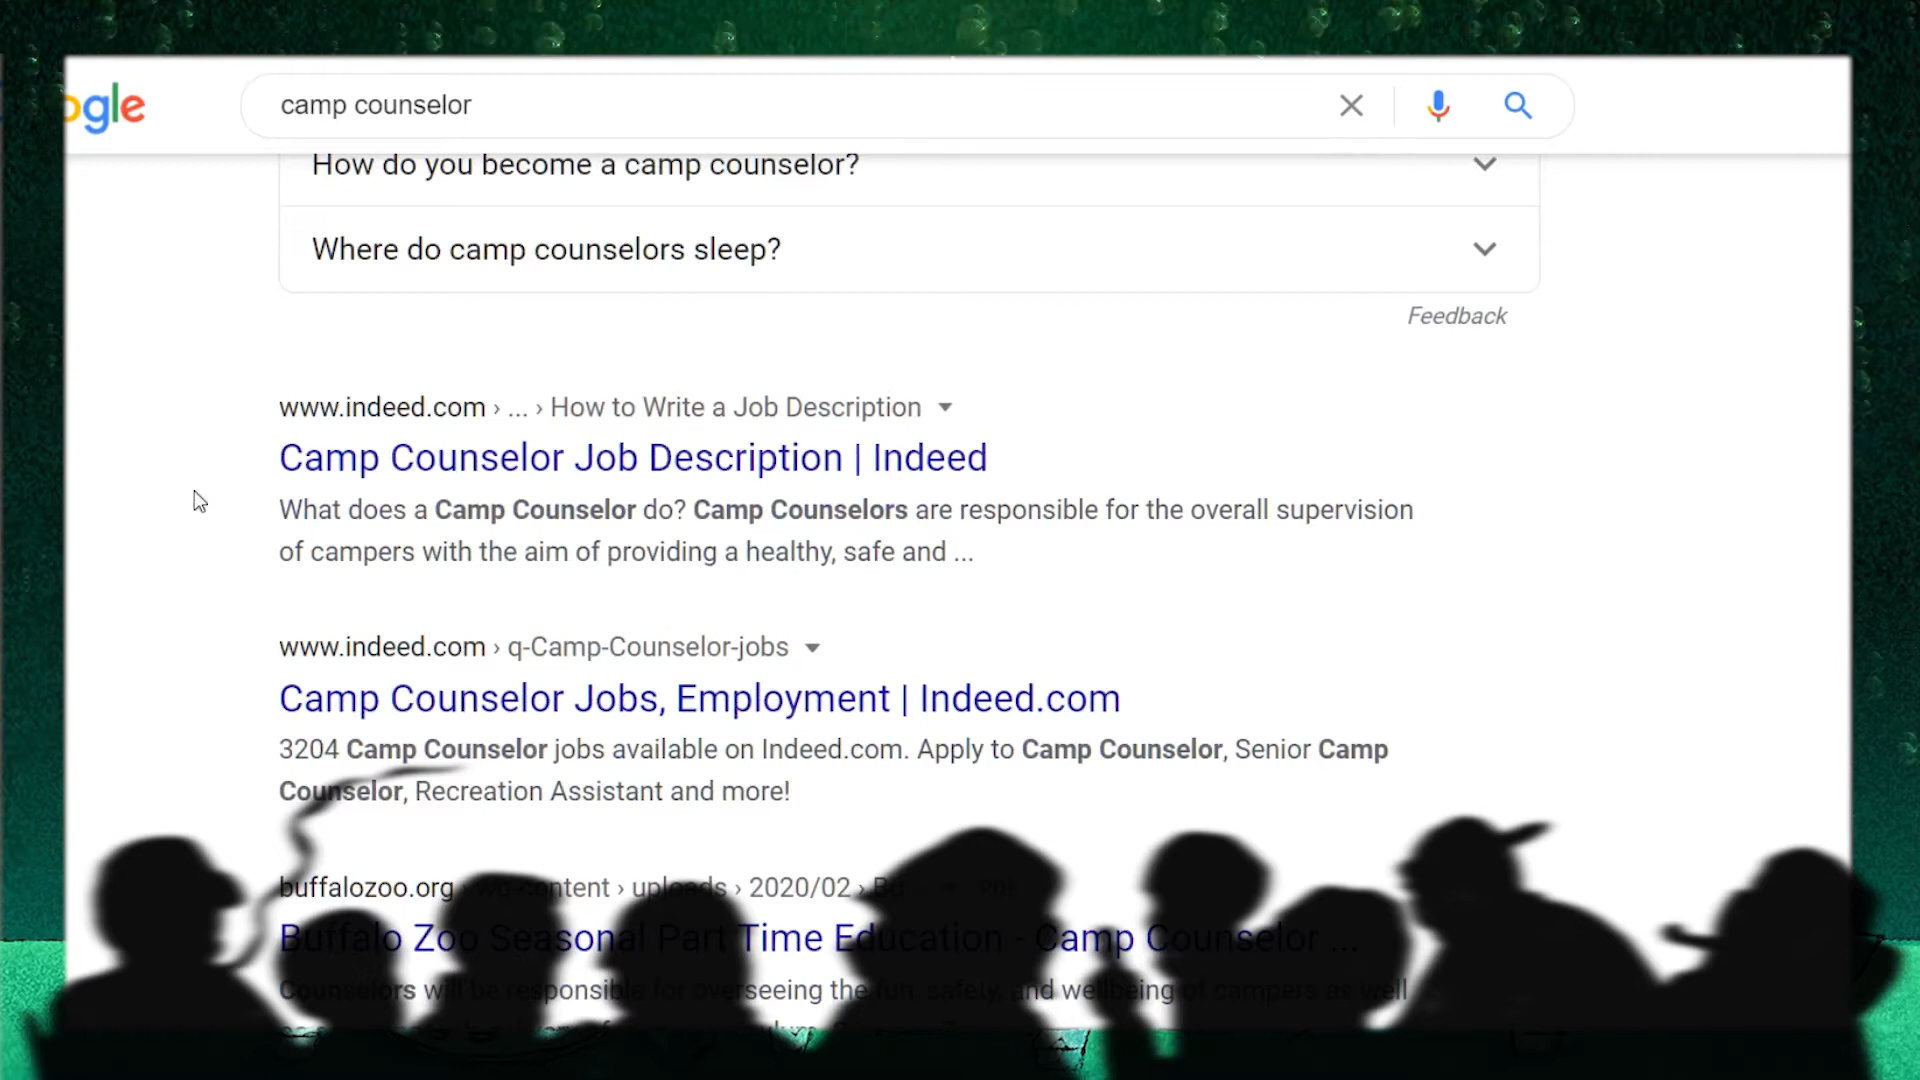 ogle
camp counselor
How do you become a camp counselor?
Where do camp counselors sleep?
Feedback
www.indeed.com › ... › How to Write a Job Description
Camp Counselor Job Description | Indeed
What does a Camp Counselor do? Camp Counselors are responsible for the overall supervision
of campers with the aim of providing a healthy, safe and ...
www.indeed.com › q-Camp-Counselor-jobs
Camp Counselor Jobs, Employment | Indeed.com
3204 Camp Counselor jobs available on Indeed.com. Apply to Camp Counselor, Senior Camp
Counselor, Recreation Assistant and more!
buffalozoo.org › wp-content › uploads › 2020/02 ›
Buffalo Zoo Seasonal Part Time Education - Camp Counselor ...
Counselors will be responsible for overseeing the fun, safety, and wellbeing of campers as well